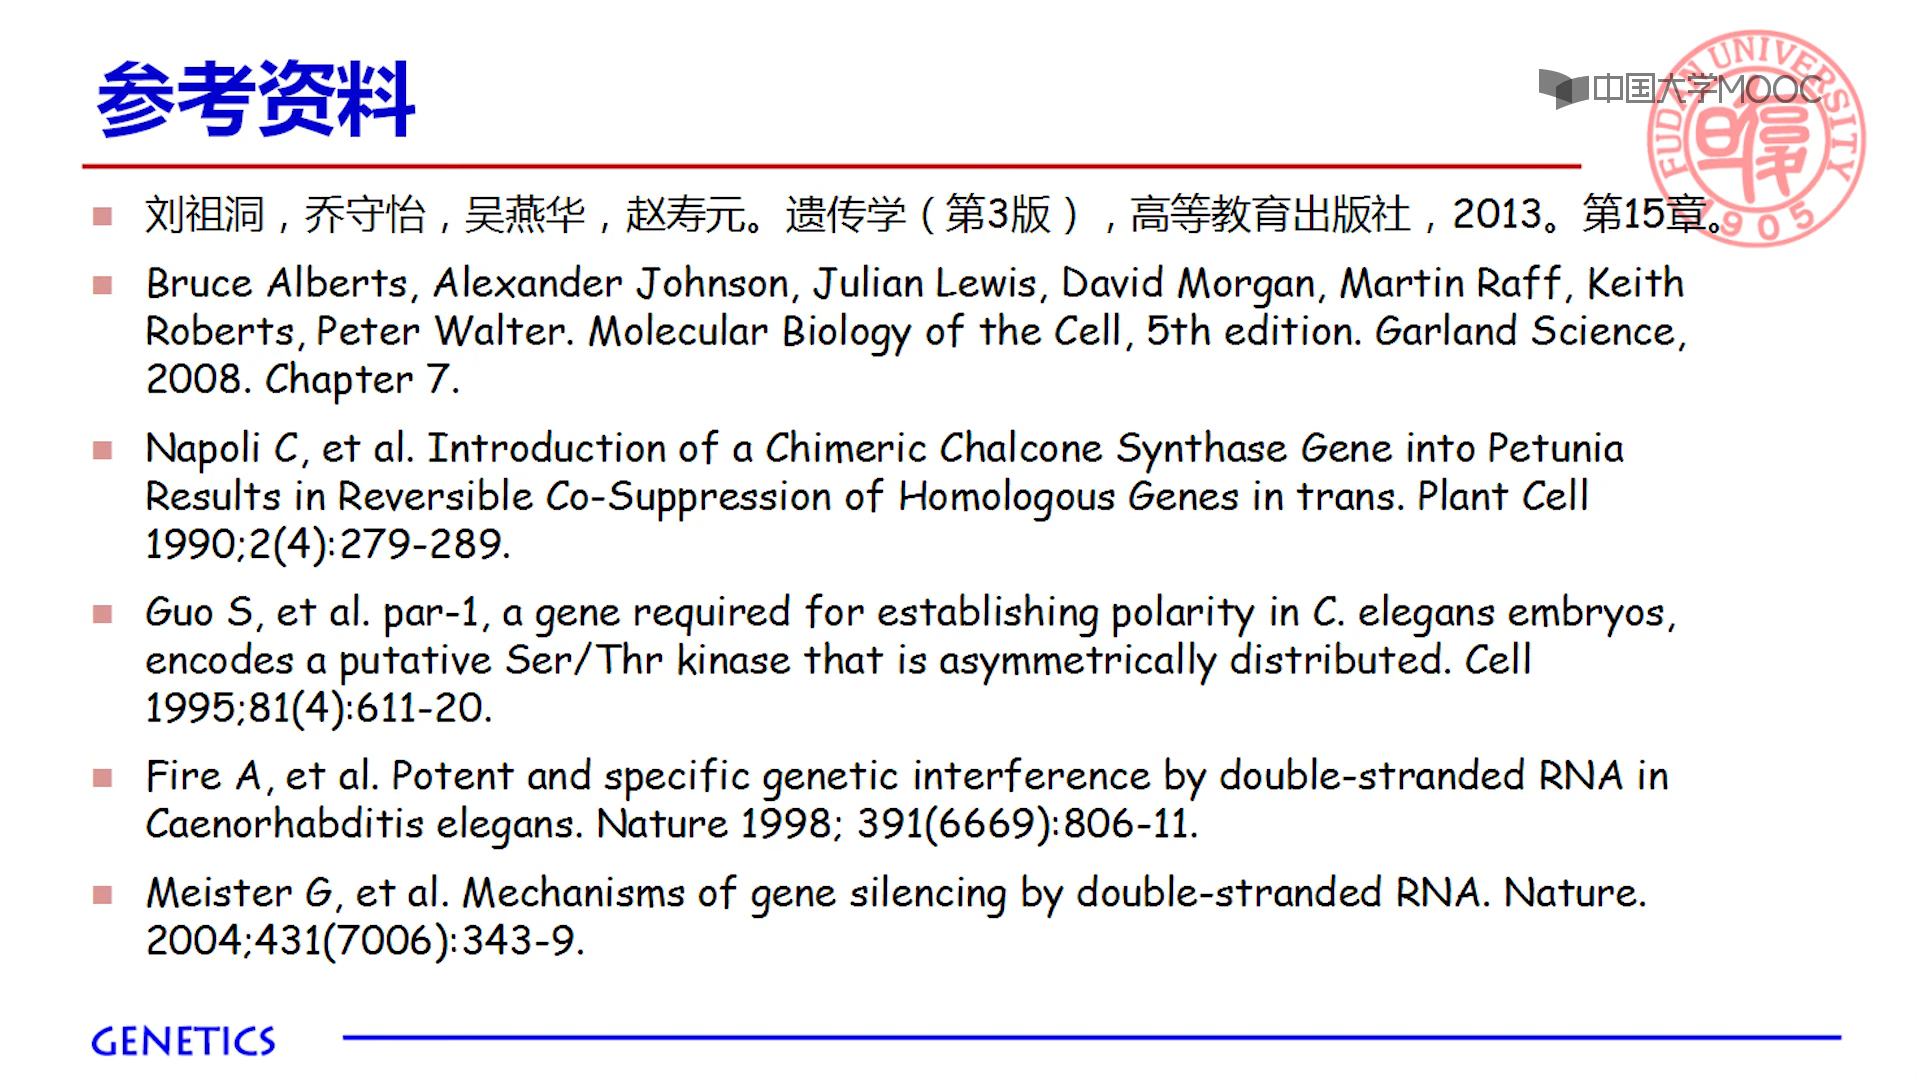 参考资料
中国大学MOOC
FUDAN UNIVERSITY
1905
刘祖洞，乔守怡，吴燕华，赵寿元。遗传学（第3版），高等教育出版社，2013。第15章。
Bruce Alberts, Alexander Johnson, Julian Lewis, David Morgan, Martin Raff, Keith
Roberts, Peter Walter. Molecular Biology of the Cell, 5th edition. Garland Science,
2008. Chapter 7.
Napoli C, et al. Introduction of a Chimeric Chalcone Synthase Gene into Petunia
Results in Reversible Co-Suppression of Homologous Genes in trans. Plant Cell
1990;2(4):279-289.
Guo S, et al. par-1, a gene required for establishing polarity in C. elegans embryos,
encodes a putative Ser/Thr kinase that is asymmetrically distributed. Cell
1995;81(4):611-20.
Fire A, et al. Potent and specific genetic interference by double-stranded RNA in
Caenorhabditis elegans. Nature 1998; 391(6669):806-11.
Meister G, et al. Mechanisms of gene silencing by double-stranded RNA. Nature.
2004;431(7006):343-9.
GENETICS